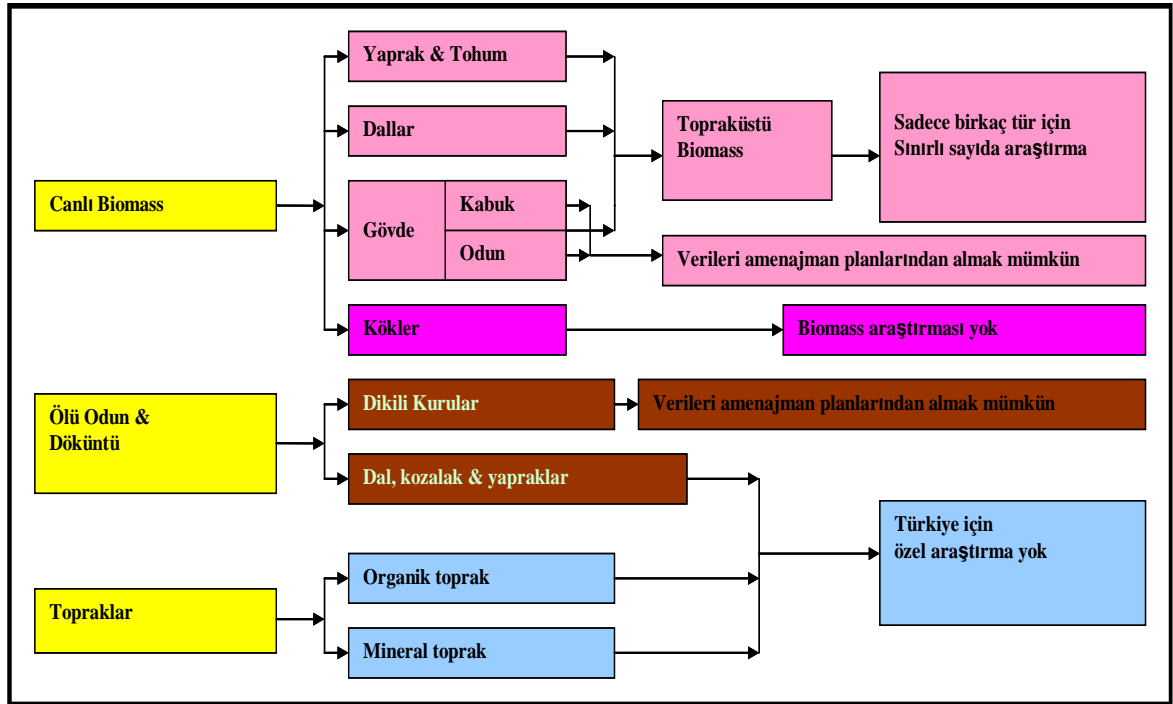 Yaprak & Tohum
Dallar
Topraküstü
Biomass
Sadece birkaç tür için
Sınırlı sayıda araştırma
Canlı Biomass
Gövde
Kabuk
Odun
Verileri amenajman planlarından almak mümkün
Kökler
Biomass araştırması yok
Ölü Odun &
Döküntü
Dikili Kurular
Verileri amenajman planlarından almak mümkün
Dal, kozalak & yapraklar
Türkiye için
özel araştırma yok
Topraklar
Organik toprak
Mineral toprak